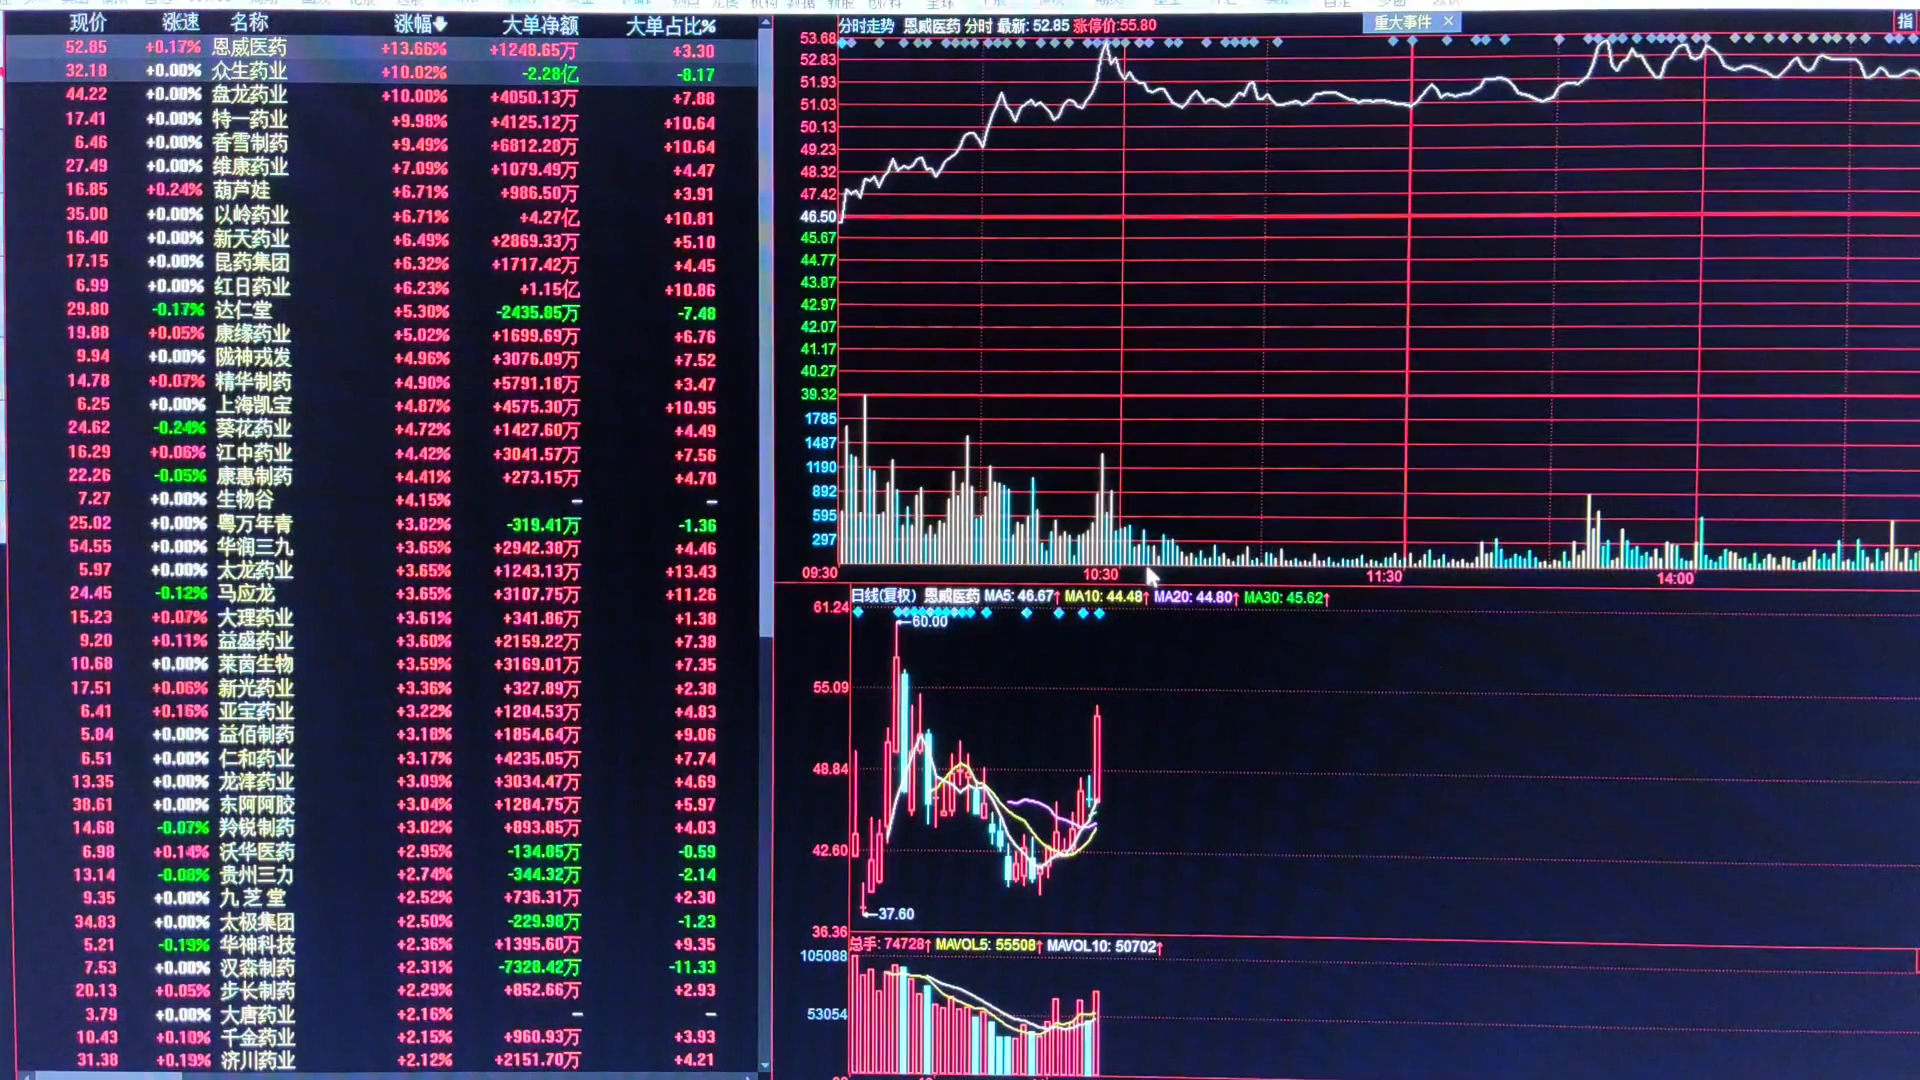 现价 涨速 名称 涨幅 大单净额 大单占比%
52.85 +0.17% 恩威医药 +13.66% +1248.65万 +3.30
32.18 +0.00% 众生药业 +10.02% -2.28亿 -8.17
44.22 +0.00% 盘龙药业 +10.00% +4050.13万 +7.88
17.41 +0.00% 特一药业 +9.98% +4125.12万 +10.64
6.46 +0.00% 香雪制药 +9.49% +6812.28万 +10.64
27.49 +0.00% 维康药业 +7.09% +1079.49万 +4.47
16.85 +0.24% 葫芦娃 +6.71% +986.50万 +3.91
35.00 +0.00% 以岭药业 +6.71% +4.27亿 +10.81
16.40 +0.00% 新天药业 +6.49% +2869.33万 +5.10
17.15 +0.00% 昆药集团 +6.32% +1717.42万 +4.45
6.99 +0.00% 红日药业 +6.23% +1.15亿 +10.86
29.80 -0.17% 达仁堂 +5.30% -2435.85万 -7.48
19.88 +0.05% 康缘药业 +5.02% +1699.69万 +6.76
9.94 +0.00% 陇神戎发 +4.96% +3076.09万 +7.52
14.78 +0.07% 精华制药 +4.90% +5791.18万 +3.47
6.25 +0.00% 上海凯宝 +4.87% +4575.30万 +10.95
24.62 -0.24% 葵花药业 +4.72% +1427.60万 +4.49
16.29 +0.06% 江中药业 +4.42% +3041.57万 +7.56
22.26 -0.05% 康惠制药 +4.41% +273.15万 +4.70
7.27 +0.00% 生物谷 +4.15% — —
25.02 +0.00% 粤万年青 +3.82% -319.41万 -1.36
54.55 +0.00% 华润三九 +3.65% +2942.38万 +4.46
5.97 +0.00% 太龙药业 +3.65% +1243.13万 +13.43
24.45 -0.12% 马应龙 +3.65% +3107.75万 +11.26
15.23 +0.07% 大理药业 +3.61% +341.86万 +1.38
9.20 +0.11% 益盛药业 +3.60% +2159.22万 +7.38
10.68 +0.00% 莱茵生物 +3.59% +3169.01万 +7.35
17.51 +0.06% 新光药业 +3.36% +327.89万 +2.38
6.41 +0.16% 亚宝药业 +3.22% +1204.53万 +4.83
5.84 +0.00% 益佰制药 +3.18% +1854.64万 +9.06
6.51 +0.00% 仁和药业 +3.17% +4235.05万 +7.74
13.35 +0.00% 龙津药业 +3.09% +3034.47万 +4.69
38.61 +0.00% 东阿阿胶 +3.04% +1284.75万 +5.97
14.68 -0.07% 羚锐制药 +3.02% +893.85万 +4.03
6.98 +0.14% 沃华医药 +2.95% -134.85万 -0.59
13.14 -0.08% 贵州三力 +2.74% -344.32万 -2.14
9.35 +0.00% 九芝堂 +2.52% +736.31万 +2.30
34.83 +0.00% 太极集团 +2.50% -229.98万 -1.23
5.21 -0.19% 华神科技 +2.36% +1395.60万 +9.35
7.53 +0.00% 汉森制药 +2.31% -7328.42万 -11.33
20.13 +0.05% 步长制药 +2.29% +852.66万 +2.93
3.79 +0.00% 大唐药业 +2.16% — —
10.43 +0.10% 千金药业 +2.15% +960.93万 +3.93
31.38 +0.19% 济川药业 +2.12% +2151.70万 +4.21
分时走势 恩威医药 分时 最新: 52.85 涨停价:55.80 重大事件 × 指
53.68
52.83
51.93
51.03
50.13
49.23
48.32
47.42
46.50
45.67
44.77
43.87
42.97
42.07
41.17
40.27
39.32
1785
1487
1190
892
595
297
09:30 10:30 11:30 14:00
日线(复权) 恩威医药 MA5: 46.67↑ MA10: 44.48↑ MA20: 44.80↑ MA30: 45.62↑
61.24
←60.00
55.09
48.84
42.60
←37.60
36.36
总手: 74728↑ MAVOL5: 55508↑ MAVOL10: 50702↑
105088
53054